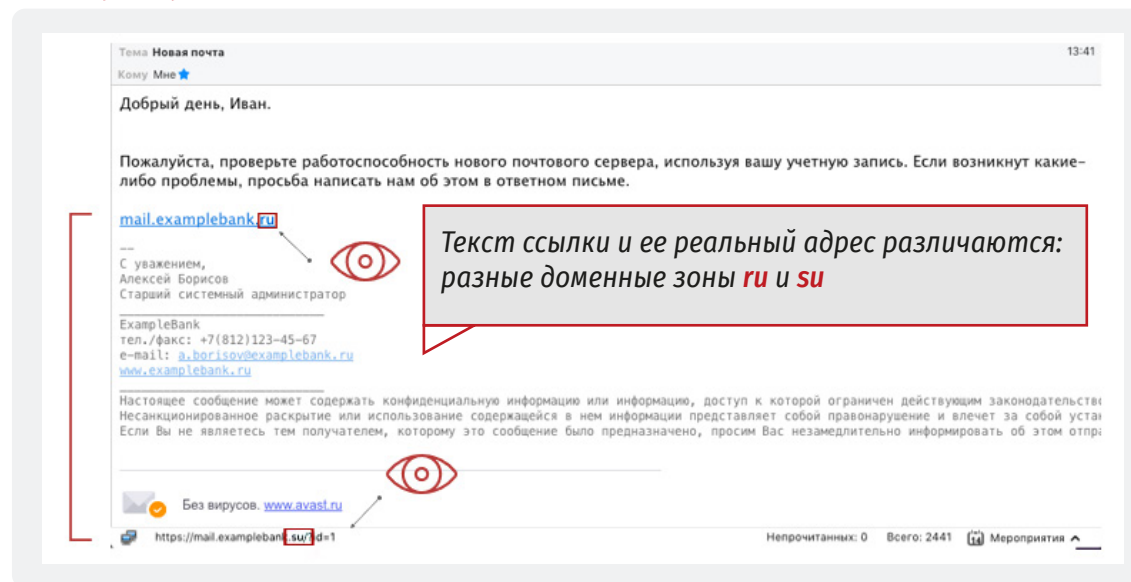 Тема Новая почта 13:41
Кому Мне
Добрый день, Иван.
Пожалуйста, проверьте работоспособность нового почтового сервера, используя вашу учетную запись. Если возникнут какие-
либо проблемы, просьба написать нам об этом в ответном письме.
mail.examplebank.ru
Текст ссылки и ее реальный адрес различаются:
разные доменные зоны ru и su
--
С уважением,
Алексей Борисов
Старший системный администратор
ExampleBank
тел./факс: +7(812)123-45-67
e-mail: a.borisov@examplebank.ru
www.examplebank.ru
Настоящее сообщение может содержать конфиденциальную информацию или информацию, доступ к которой ограничен действующим законодательство
Несанкционированное раскрытие или использование содержащейся в нем информации представляет собой правонарушение и влечет за собой устан
Если Вы не являетесь тем получателем, которому это сообщение было предназначено, просим Вас незамедлительно информировать об этом отпра
Без вирусов. www.avast.ru
https://mail.examplebank.su/?id=1 Непрочитанных: 0 Всего: 2441 14 Мероприятия